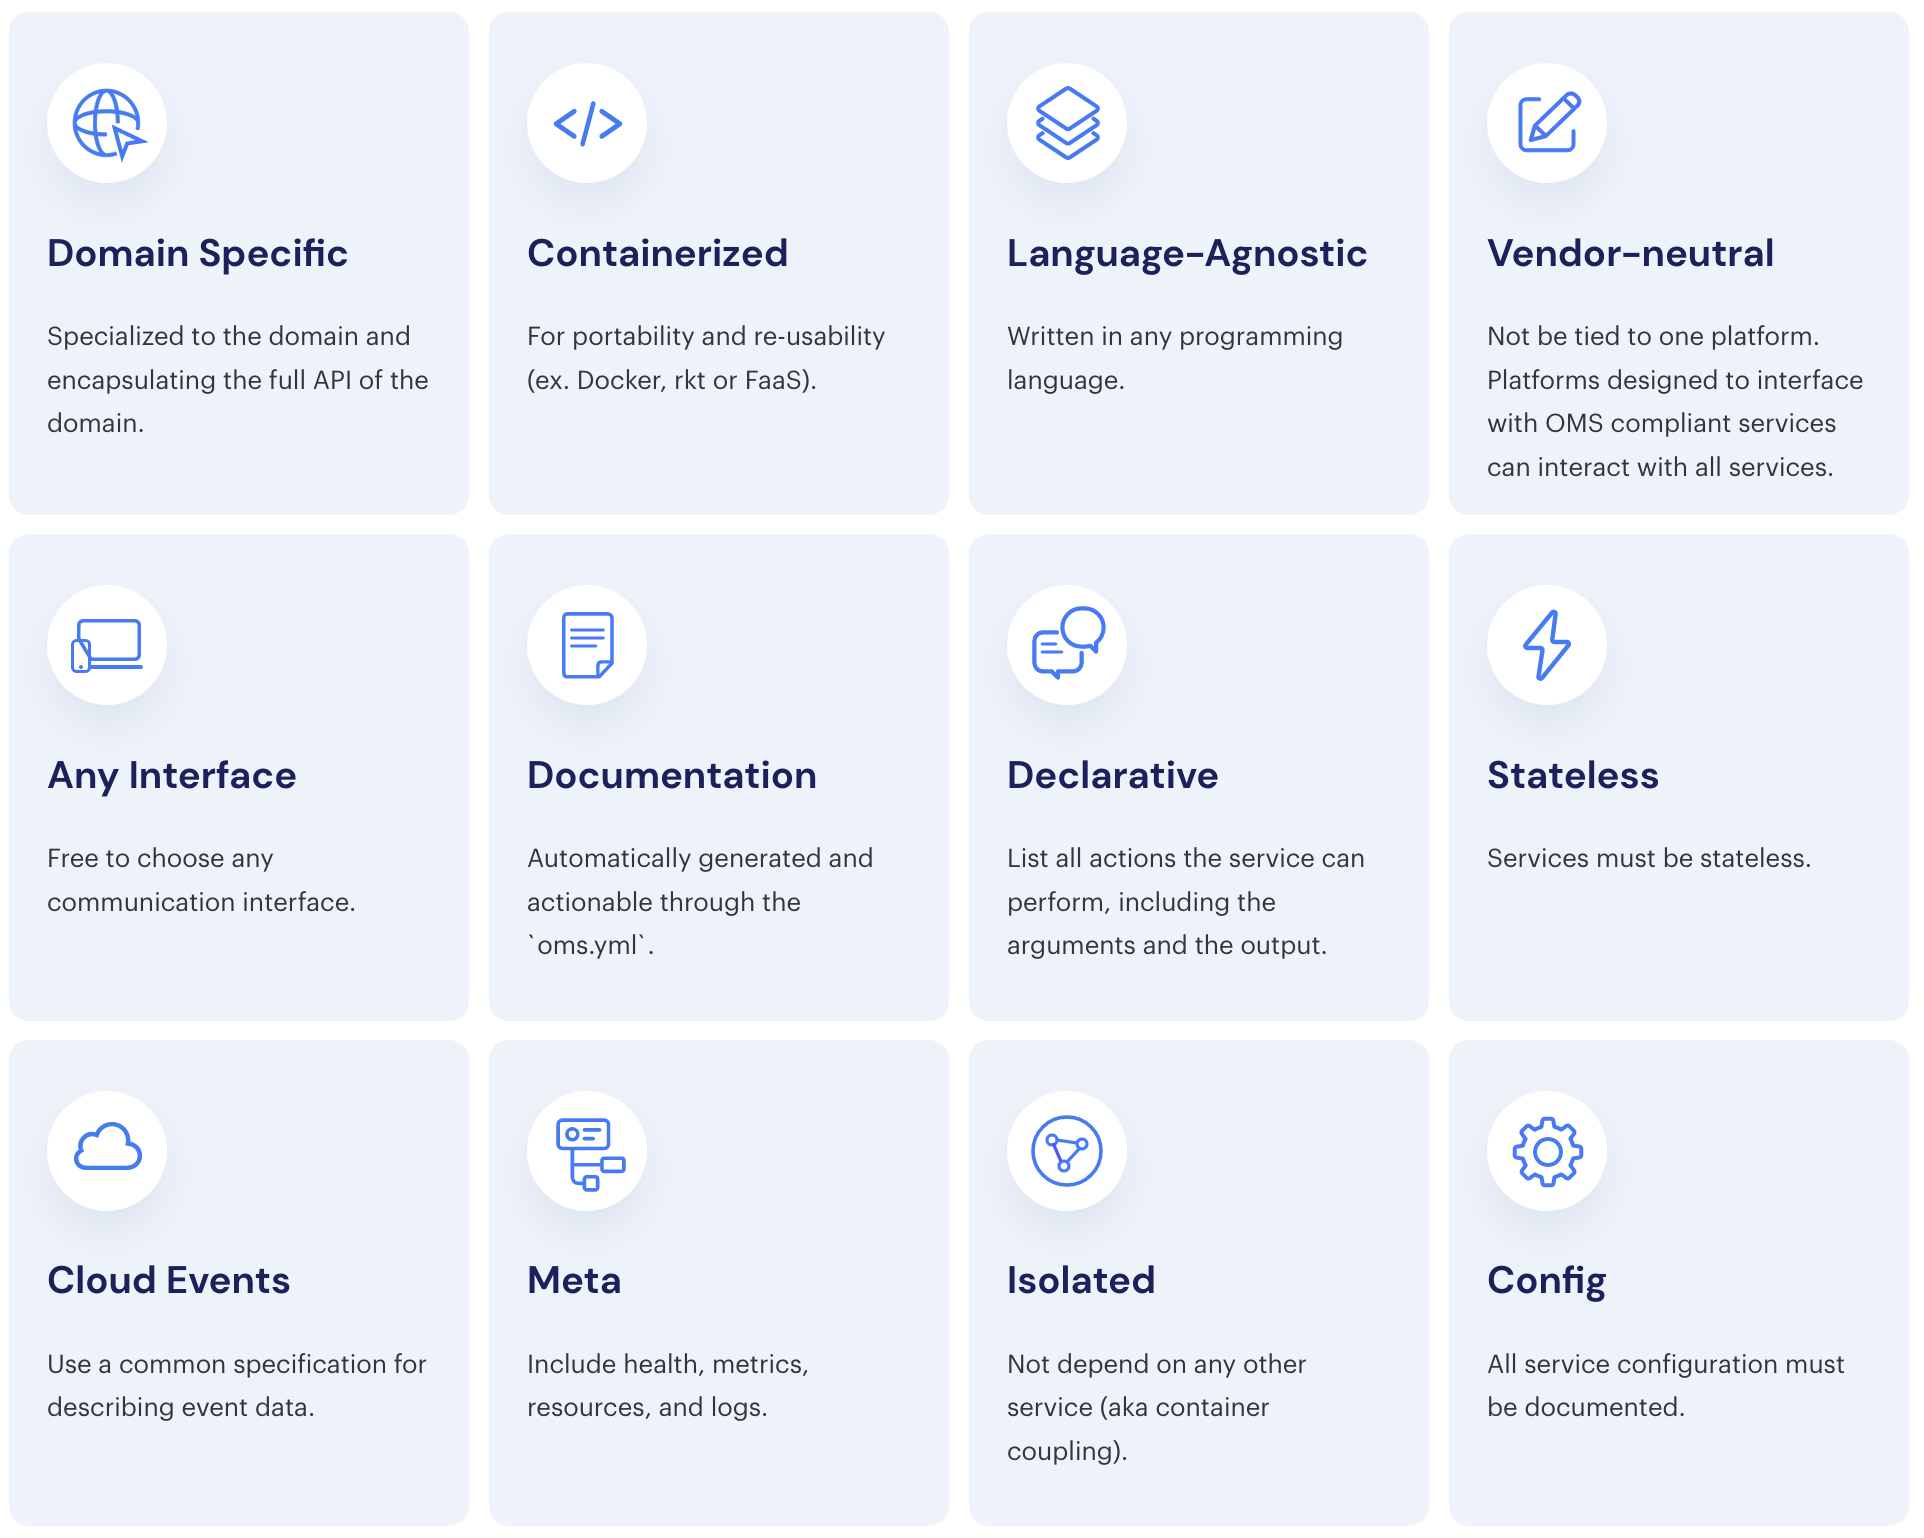 Domain Specific
Specialized to the domain and
encapsulating the full API of the
domain.
Containerized
For portability and re-usability
(ex. Docker, rkt or FaaS).
Language-Agnostic
Written in any programming
language.
Vendor-neutral
Not be tied to one platform.
Platforms designed to interface
with OMS compliant services
can interact with all services.
Any Interface
Free to choose any
communication interface.
Documentation
Automatically generated and
actionable through the
`oms.yml`.
Declarative
List all actions the service can
perform, including the
arguments and the output.
Stateless
Services must be stateless.
Cloud Events
Use a common specification for
describing event data.
Meta
Include health, metrics,
resources, and logs.
Isolated
Not depend on any other
service (aka container
coupling).
Config
All service configuration must
be documented.